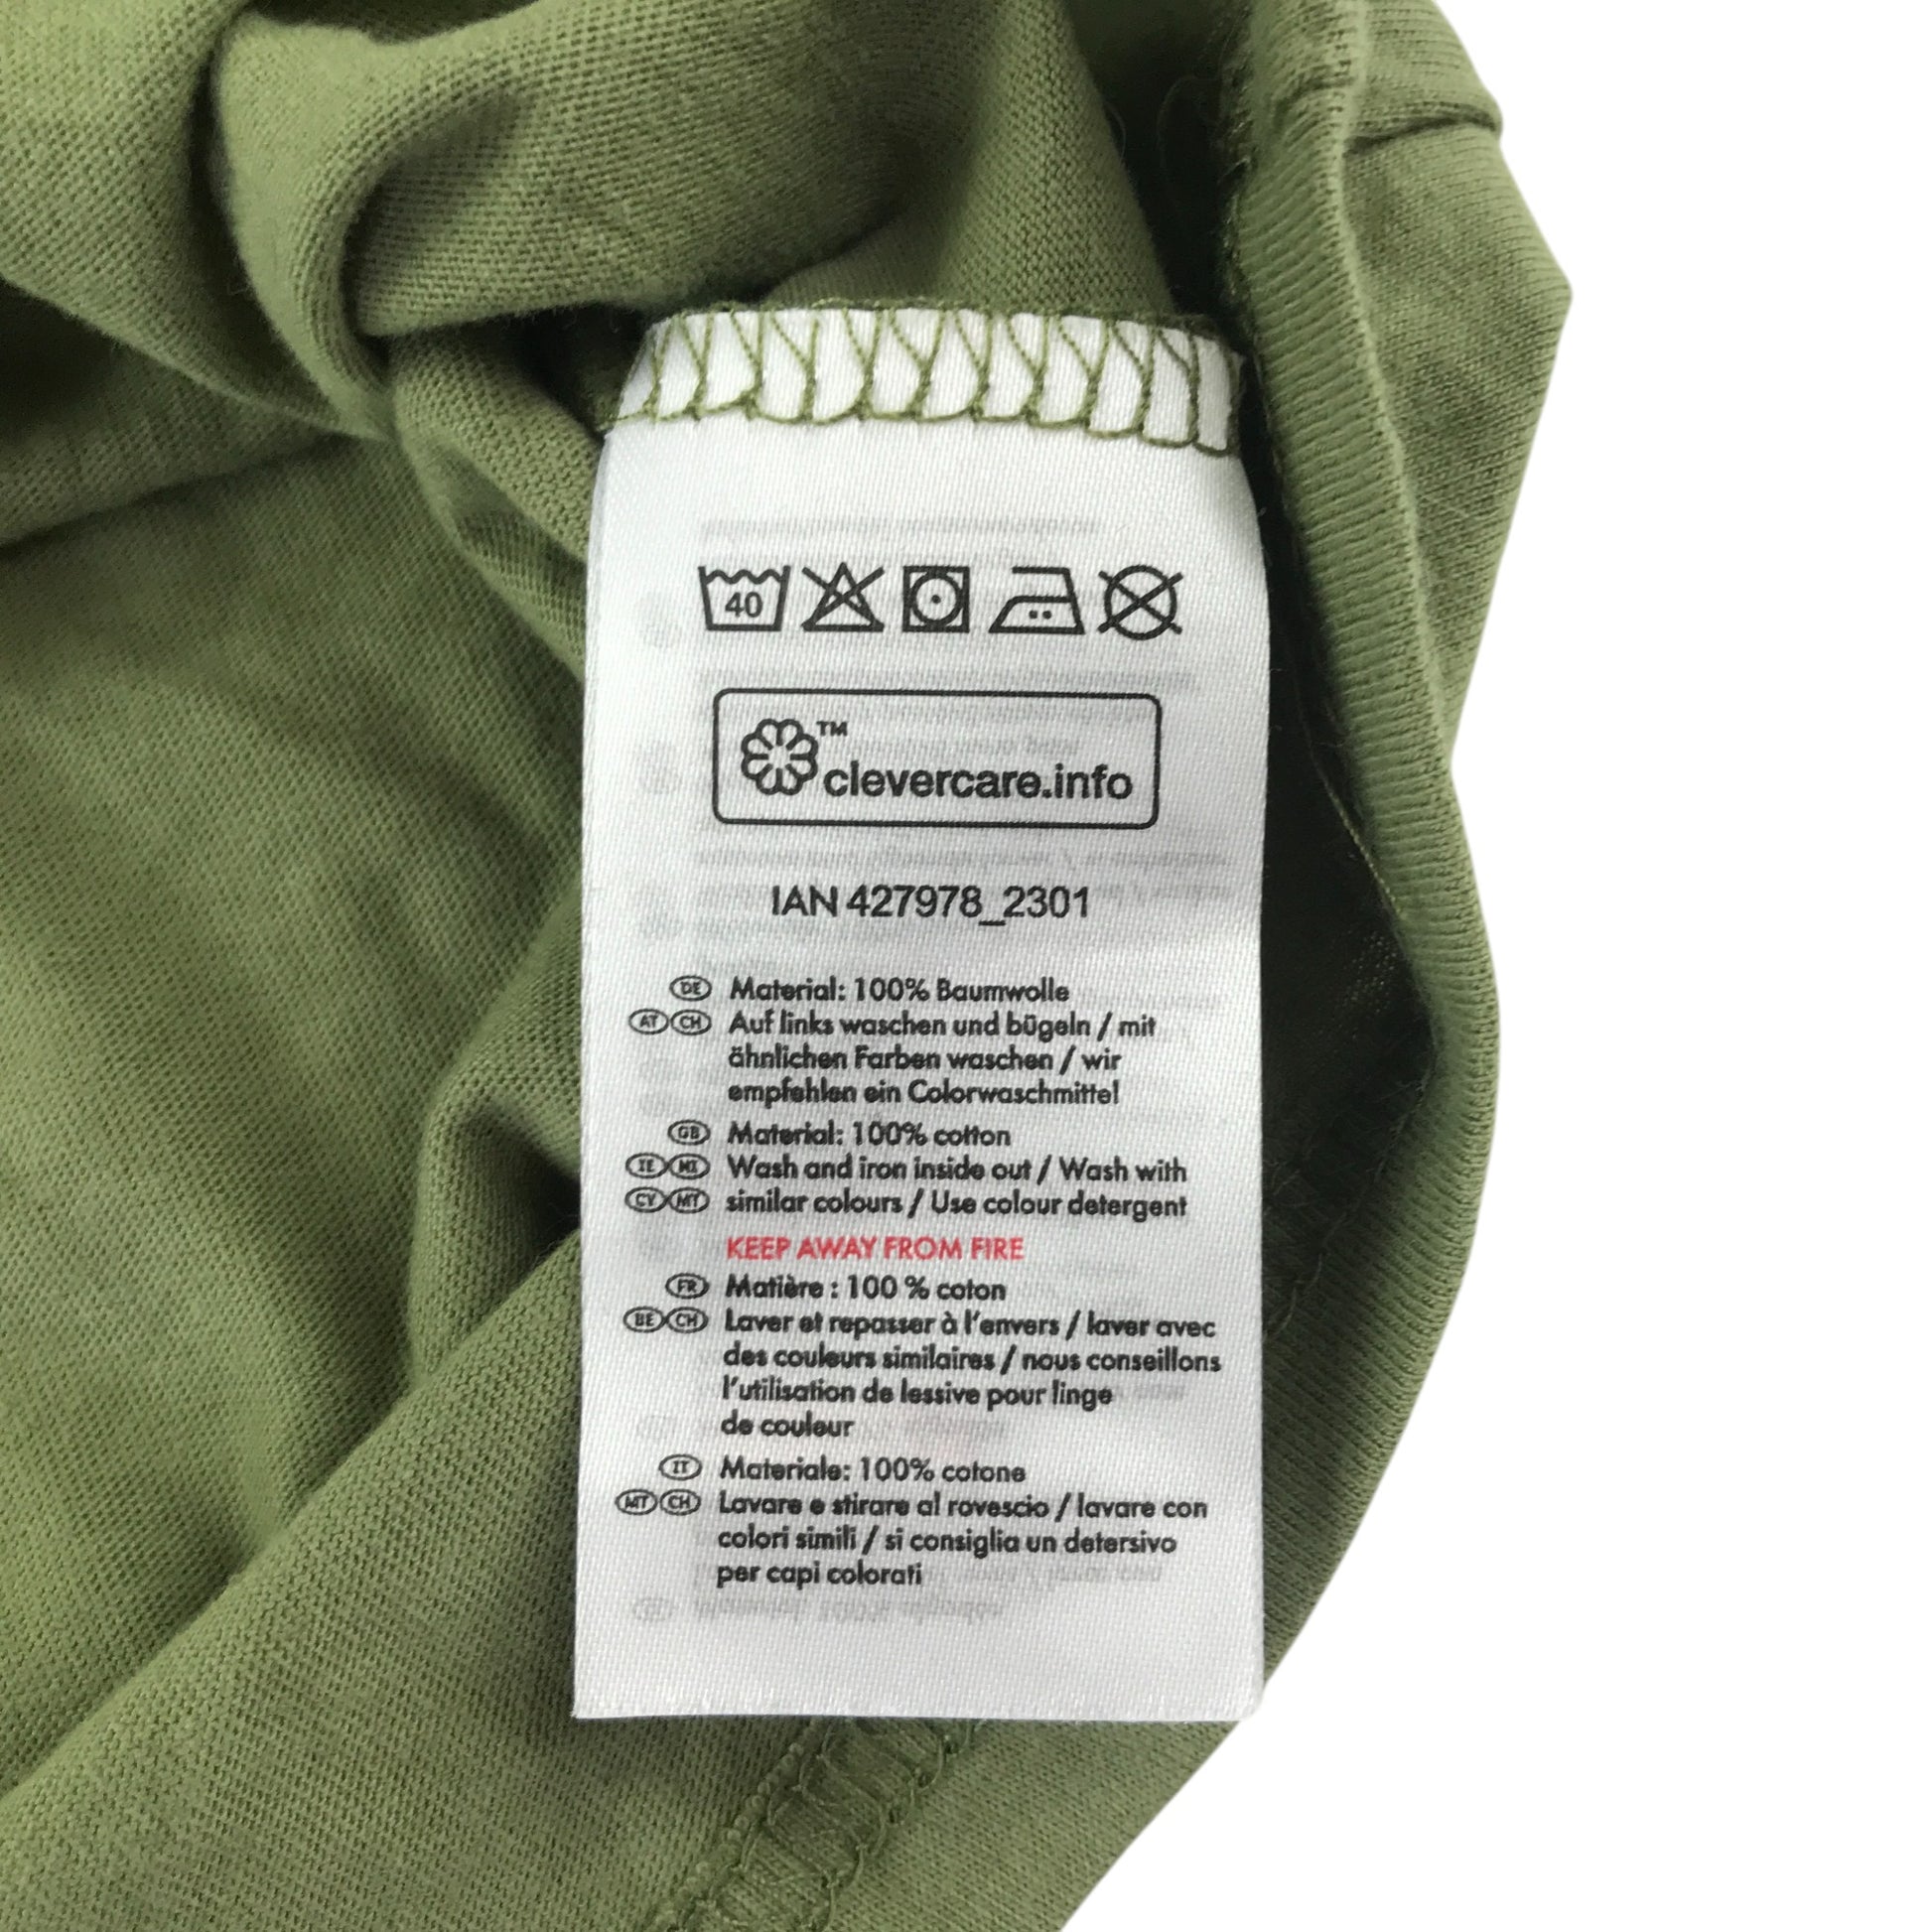 40
™
clevercare.info
IAN 427978_2301
DE Material: 100% Baumwolle
AT CH Auf links waschen und bügeln / mit
ähnlichen Farben waschen / wir
empfehlen ein Colorwaschmittel
GB Material: 100% cotton
IE NI Wash and iron inside out / Wash with
CY MT similar colours / Use colour detergent
KEEP AWAY FROM FIRE
FR Matière : 100 % coton
BE CH Laver et repasser à l'envers / laver avec
des couleurs similaires / nous conseillons
l'utilisation de lessive pour linge
de couleur
IT Materiale: 100% cotone
MT CH Lavare e stirare al rovescio / lavare con
colori simili / si consiglia un detersivo
per capi colorati